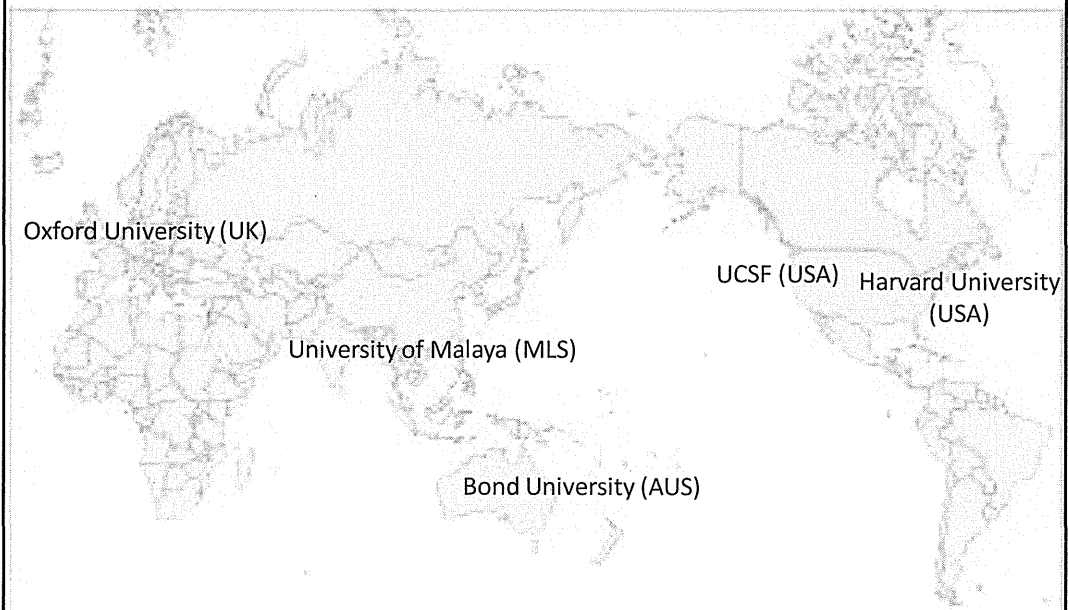 Oxford University (UK)
UCSF (USA)
Harvard University
(USA)
University of Malaya (MLS)
Bond University (AUS)